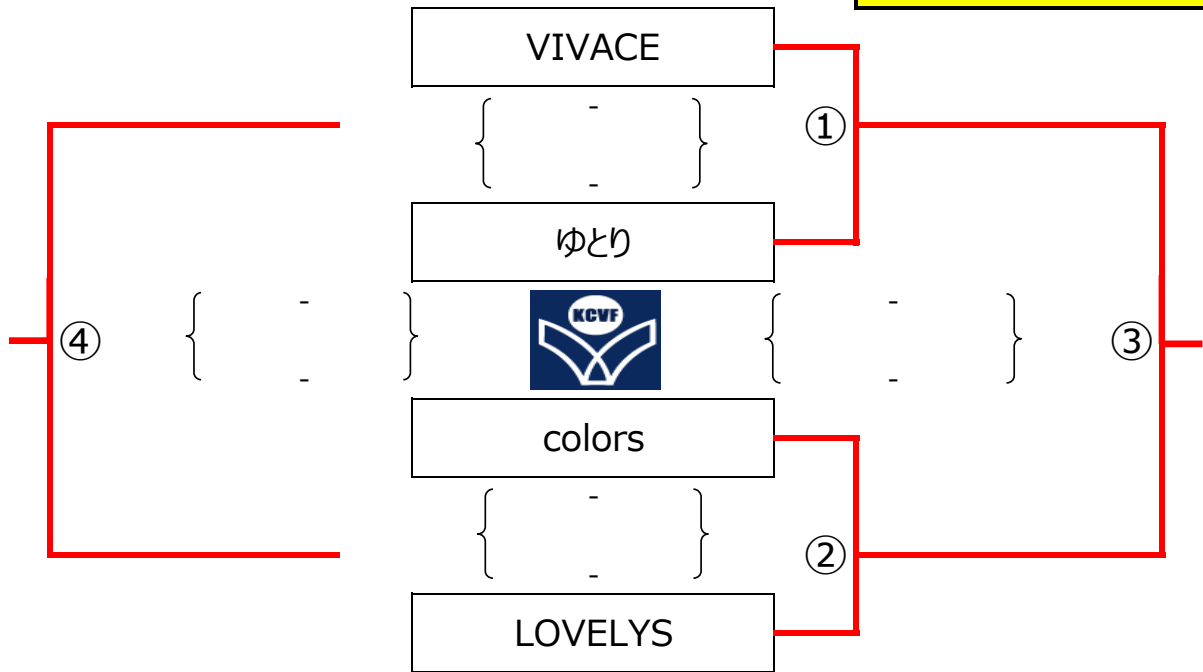 VIVACE
-
①
-
ゆとり
- KCVF -
④ ③
- -
colors
-
②
-
LOVELYS